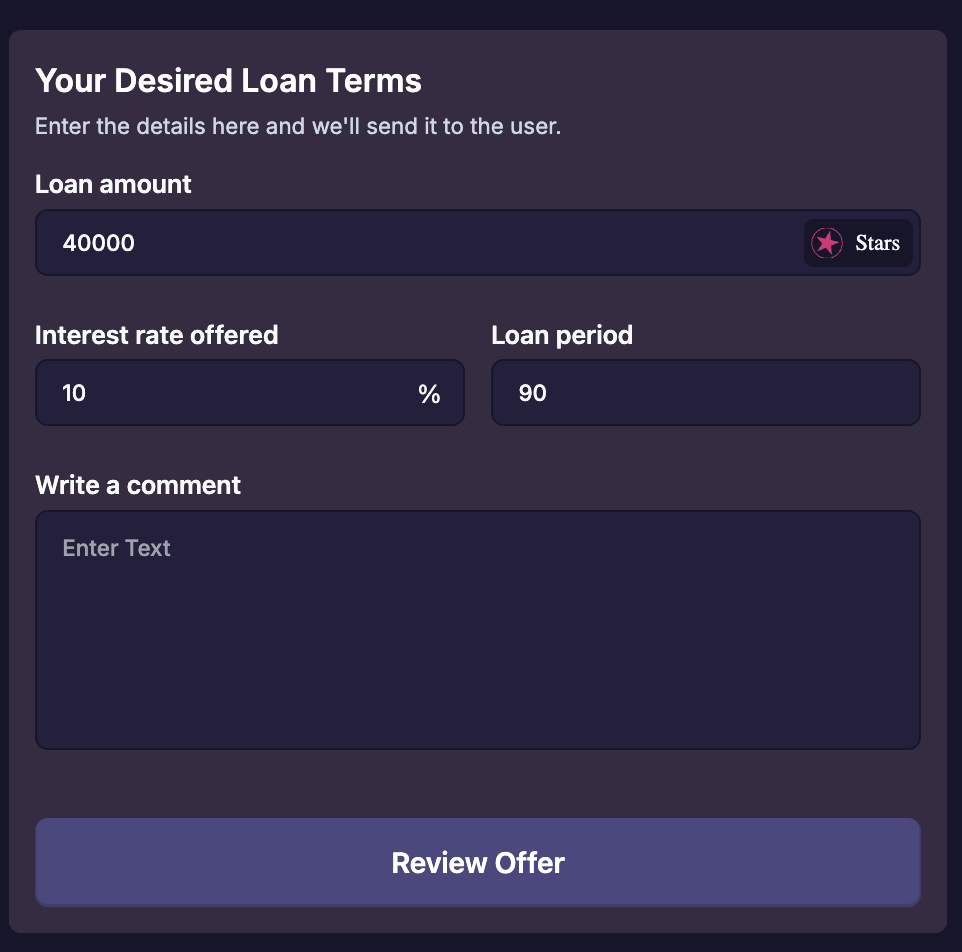 Your Desired Loan Terms
Enter the details here and we'll send it to the user.
Loan amount
40000
Stars
Interest rate offered
Loan period
10 %
90
Write a comment
Enter Text
Review Offer